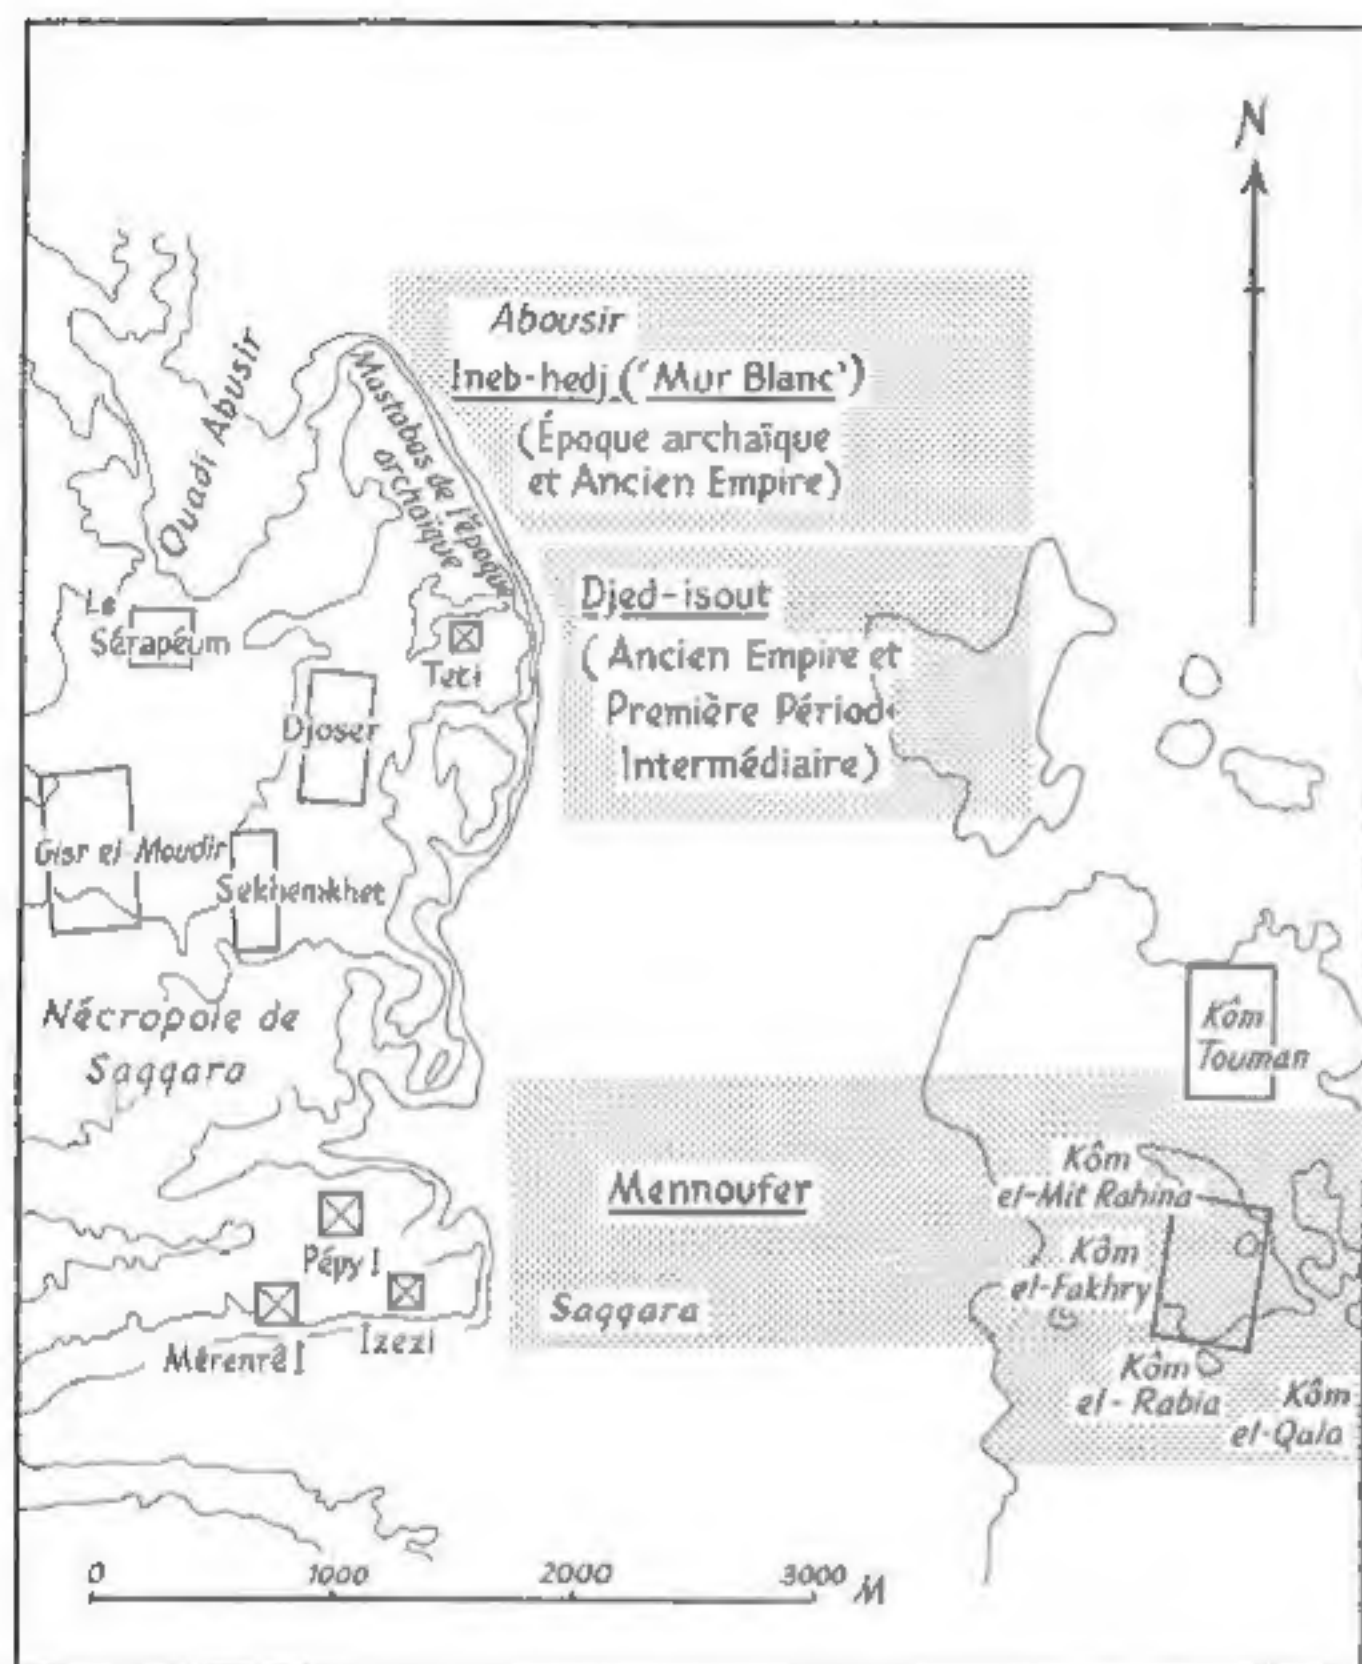 N
Abousir
Ineb-hedj ('Mur Blanc')
(Époque archaïque
et Ancien Empire)
Ouadi Abusir
Mastabas de l'époque
archaïque
Djed-isout
(Ancien Empire et
Première Période
Intermédiaire)
Le
Sérapéum
Teti
Djoser
Gisr el-Moudir
Sekhemkhet
Nécropole de
Saqqara
Kôm
Touman
Mennoufer
Saqqara
Kôm
el-Mit Rahina
Kôm
el-Fakhry
Kôm
el-Rabia
Kôm
el-Qala
Pépy I
Mérenrê I
Izezi
0 1000 2000 3000 M